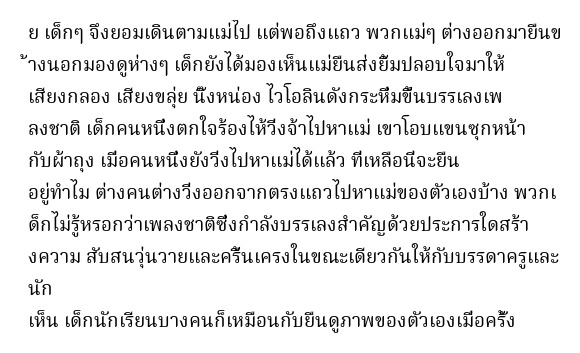 ย เด็กๆ จึงยอมเดินตามแม่ไป แต่พอถึงแถว พวกแม่ๆ ต่างออกมายืนข
้างนอกมองดูห่างๆ เด็กยังได้มองเห็นแม่ยืนส่งยิ้มปลอบใจมาให้
เสียงกลอง เสียงขลุ่ย นิ้งหน่อง ไวโอลินดังกระหึ่มขึ้นบรรเลงเพ
ลงชาติ เด็กคนหนึ่งตกใจร้องไห้วิ่งจ้าไปหาแม่ เขาโอบแขนซุกหน้า
กับผ้าถุง เมื่อคนหนึ่งยังวิ่งไปหาแม่ได้แล้ว ที่เหลือนี่จะยืน
อยู่ทำไม ต่างคนต่างวิ่งออกจากตรงแถวไปหาแม่ของตัวเองบ้าง พวกเ
ด็กไม่รู้หรอกว่าเพลงชาติซึ่งกำลังบรรเลงสำคัญด้วยประการใดสร้า
งความ สับสนวุ่นวายและครื้นเครงในขณะเดียวกันให้กับบรรดาครูและ
นัก
เห็น เด็กนักเรียนบางคนก็เหมือนกับยืนดูภาพของตัวเองเมื่อครั้ง